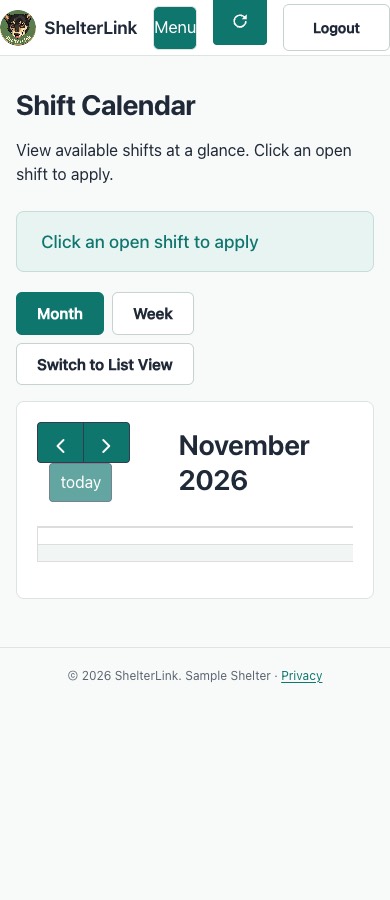 ShelterLink
Menu
Logout
Shift Calendar
View available shifts at a glance. Click an open
shift to apply.
Click an open shift to apply
Month
Week
Switch to List View
November
2026
today
© 2026 ShelterLink. Sample Shelter · Privacy